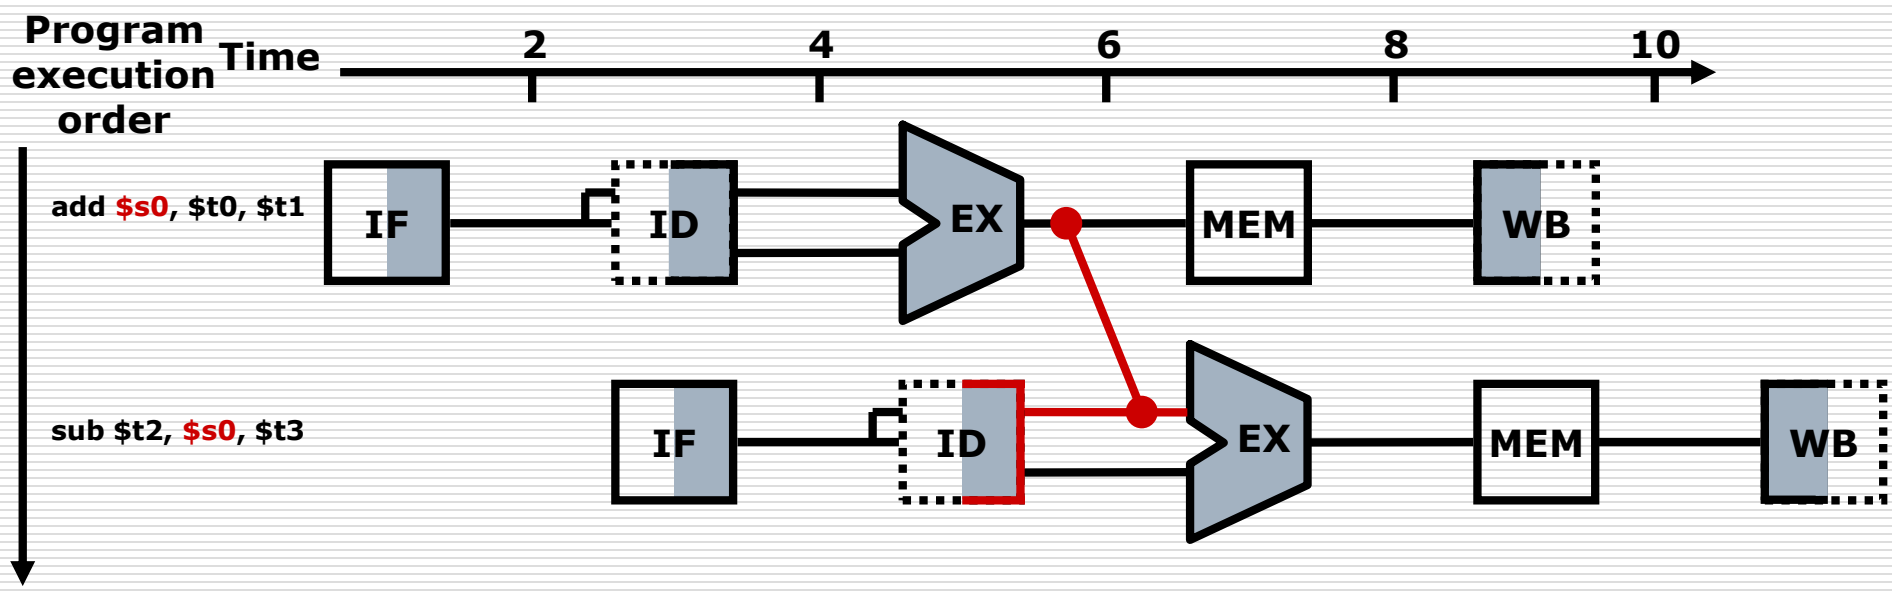 Program
execution
order
Time
2 4 6 8 10
add $s0, $t0, $t1
IF ID EX MEM WB
sub $t2, $s0, $t3
IF ID EX MEM WB